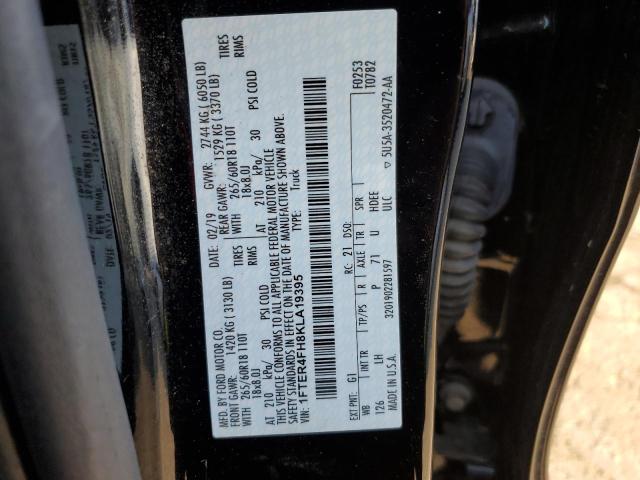 MFD. BY FORD MOTOR CO. DATE: 02/19 GVWR: 2744 KG ( 6050 LB)
FRONT GAWR: 1420 KG ( 3130 LB) REAR GAWR: 1529 KG ( 3370 LB)
WITH 265/60R18 110T TIRES WITH 265/60R18 110T TIRES
18x8.0J RIMS 18x8.0J RIMS
AT 210 kPa/ 30 PSI COLD AT 210 kPa/ 30 PSI COLD
THIS VEHICLE CONFORMS TO ALL APPLICABLE FEDERAL MOTOR VEHICLE
SAFETY STANDARDS IN EFFECT ON THE DATE OF MANUFACTURE SHOWN ABOVE.
VIN: 1FTER4FH8KLA19395 TYPE: Truck
F0253
T0782
EXT PNT: G1 RC: 21 DSO:
WB INT TR TP/PS R AXLE TR SPR
126 LH P 71 U HDEE
ULC
MADE IN U.S.A. 3201902281597 5U5A-3520472-AA